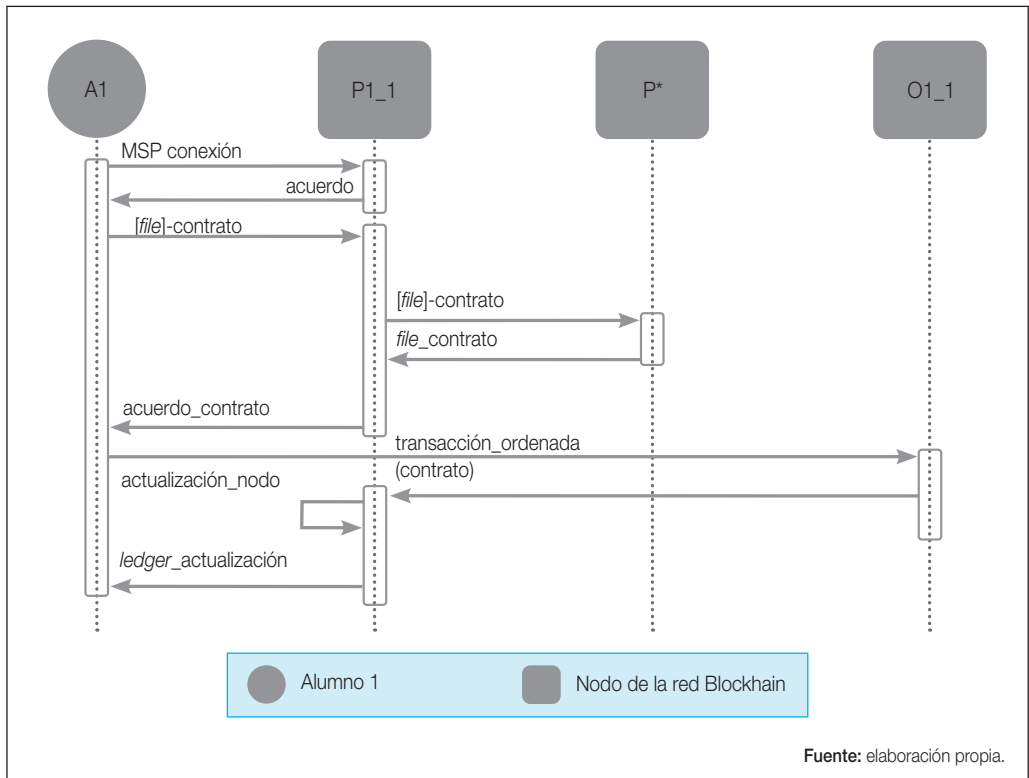 A1
P1_1
P*
O1_1
MSP conexión
acuerdo
[file]-contrato
[file]-contrato
file_contrato
acuerdo_contrato
transacción_ordenada
(contrato)
actualización_nodo
ledger_actualización
Alumno 1
Nodo de la red Blockhain
Fuente: elaboración propia.